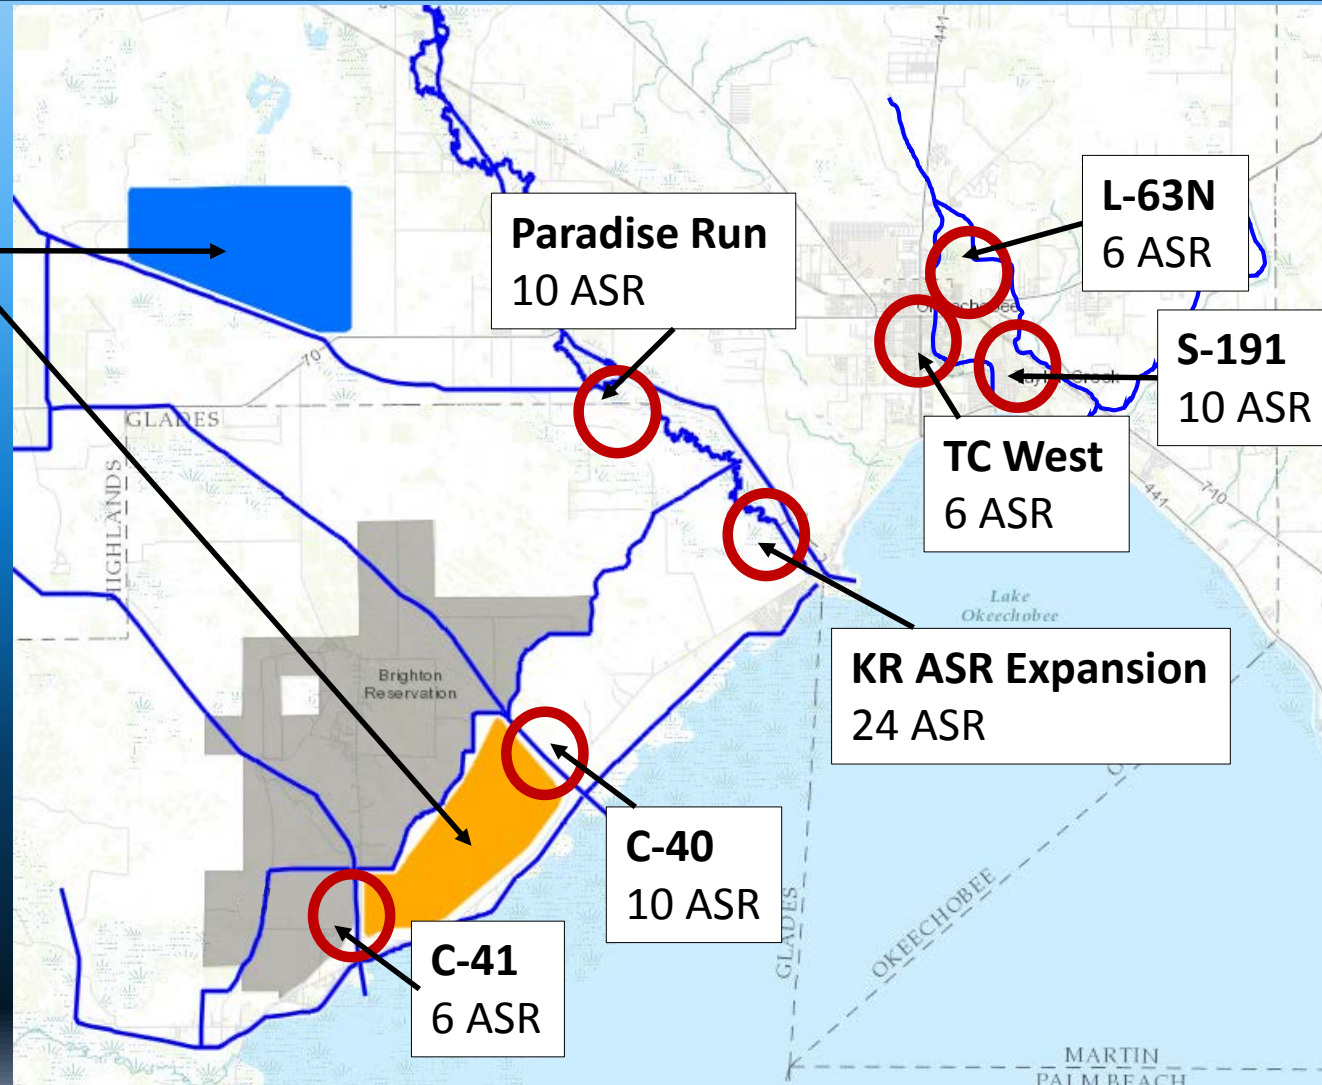 441
L-63N
6 ASR
Paradise Run
10 ASR
S-191
10 ASR
70
GLADES
HIGHLANDS
TC West
6 ASR
441
710
Lake
Okeechobee
KR ASR Expansion
24 ASR
Brighton
Reservation
C-40
10 ASR
C-41
6 ASR
GLADES
OKEECHOBEE
MARTIN
PALM BEACH